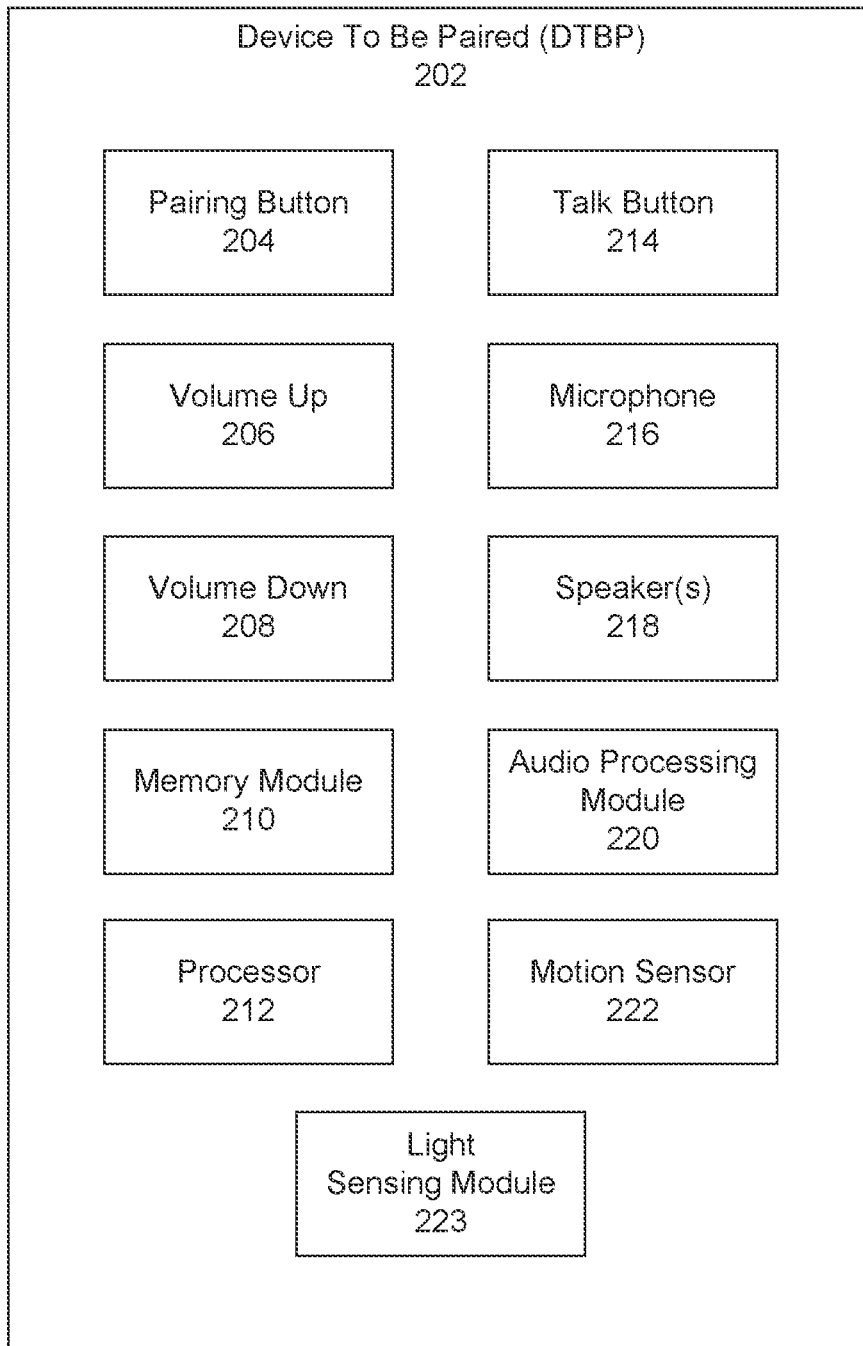 Device To Be Paired (DTBP)
202
Pairing Button
204
Talk Button
214
Volume Up
206
Microphone
216
Volume Down
208
Speaker(s)
218
Memory Module
210
Audio Processing
Module
220
Processor
212
Motion Sensor
222
Light
Sensing Module
223